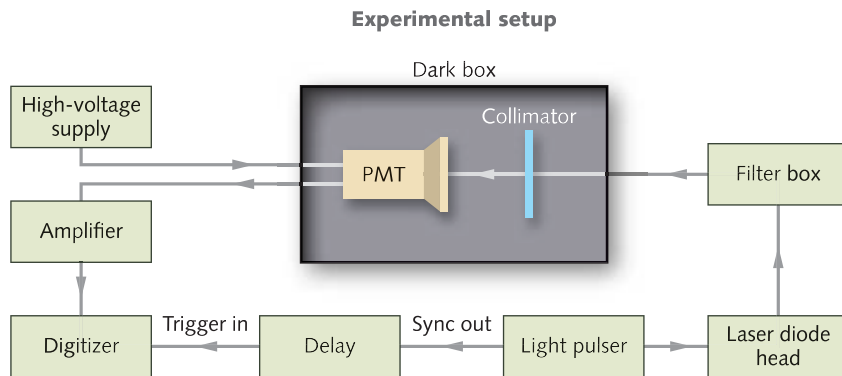 Experimental setup
Dark box
High-voltage
supply
Collimator
PMT
Filter box
Amplifier
Trigger in
Sync out
Digitizer
Delay
Light pulser
Laser diode
head